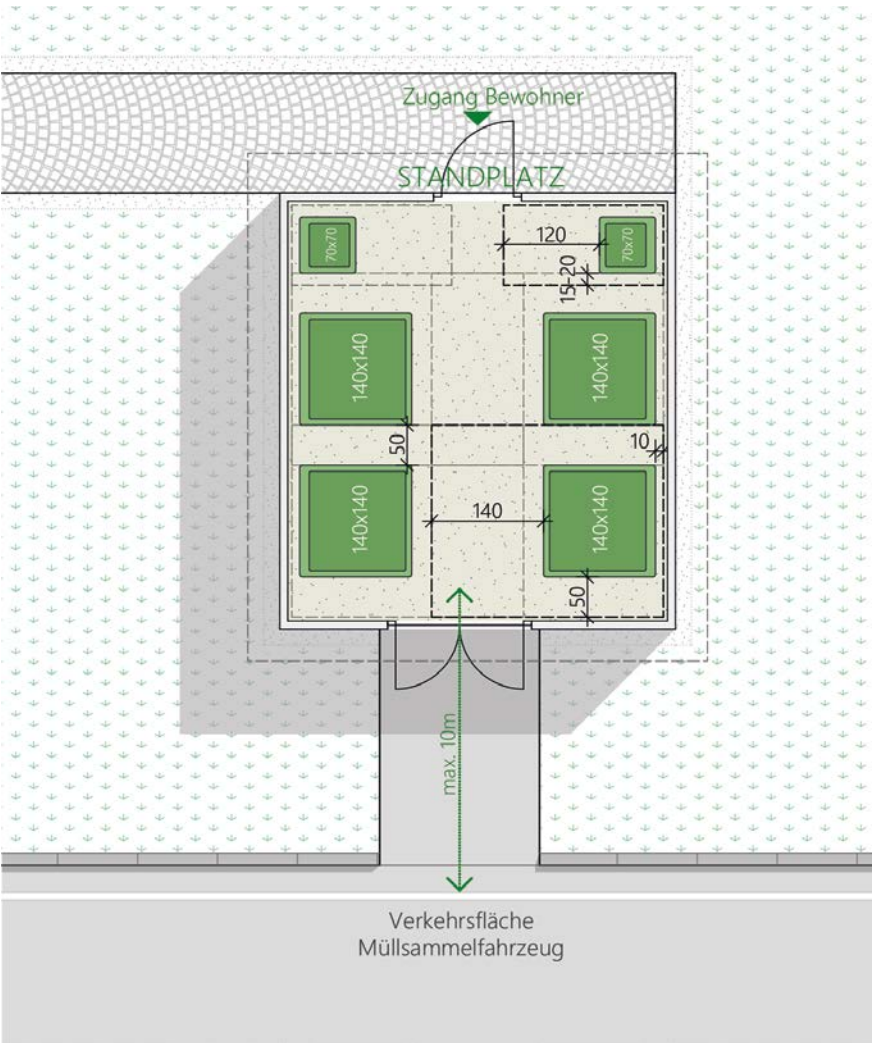 Zugang Bewohner
STANDPLATZ
70x70
120
70x70
15-20
140x140
140x140
50
10
140x140
140
140x140
50
max. 10m
Verkehrsfläche
Müllsammelfahrzeug